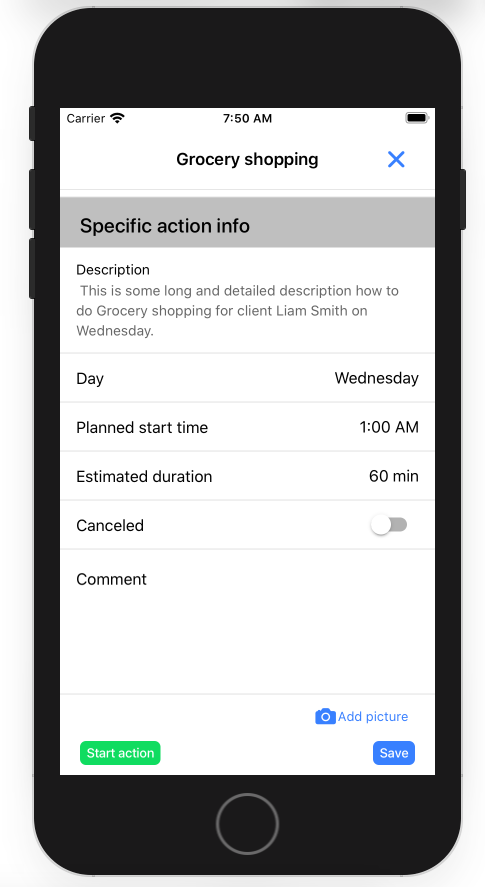 Carrier 7:50 AM
Grocery shopping
Specific action info
Description
This is some long and detailed description how to
do Grocery shopping for client Liam Smith on
Wednesday.
Day Wednesday
Planned start time 1:00 AM
Estimated duration 60 min
Canceled
Comment
Add picture
Start action Save